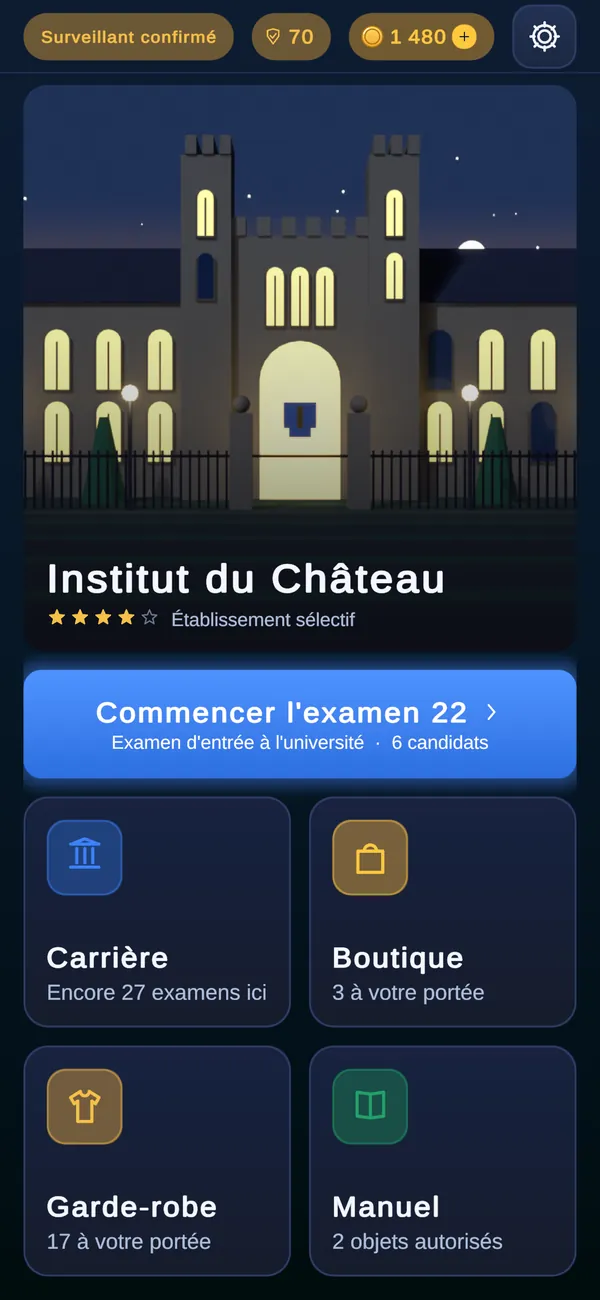 Surveillant confirmé
70
1 480 +
Institut du Château
Établissement sélectif
Commencer l'examen 22
Examen d'entrée à l'université · 6 candidats
Carrière
Encore 27 examens ici
Boutique
3 à votre portée
Garde-robe
17 à votre portée
Manuel
2 objets autorisés